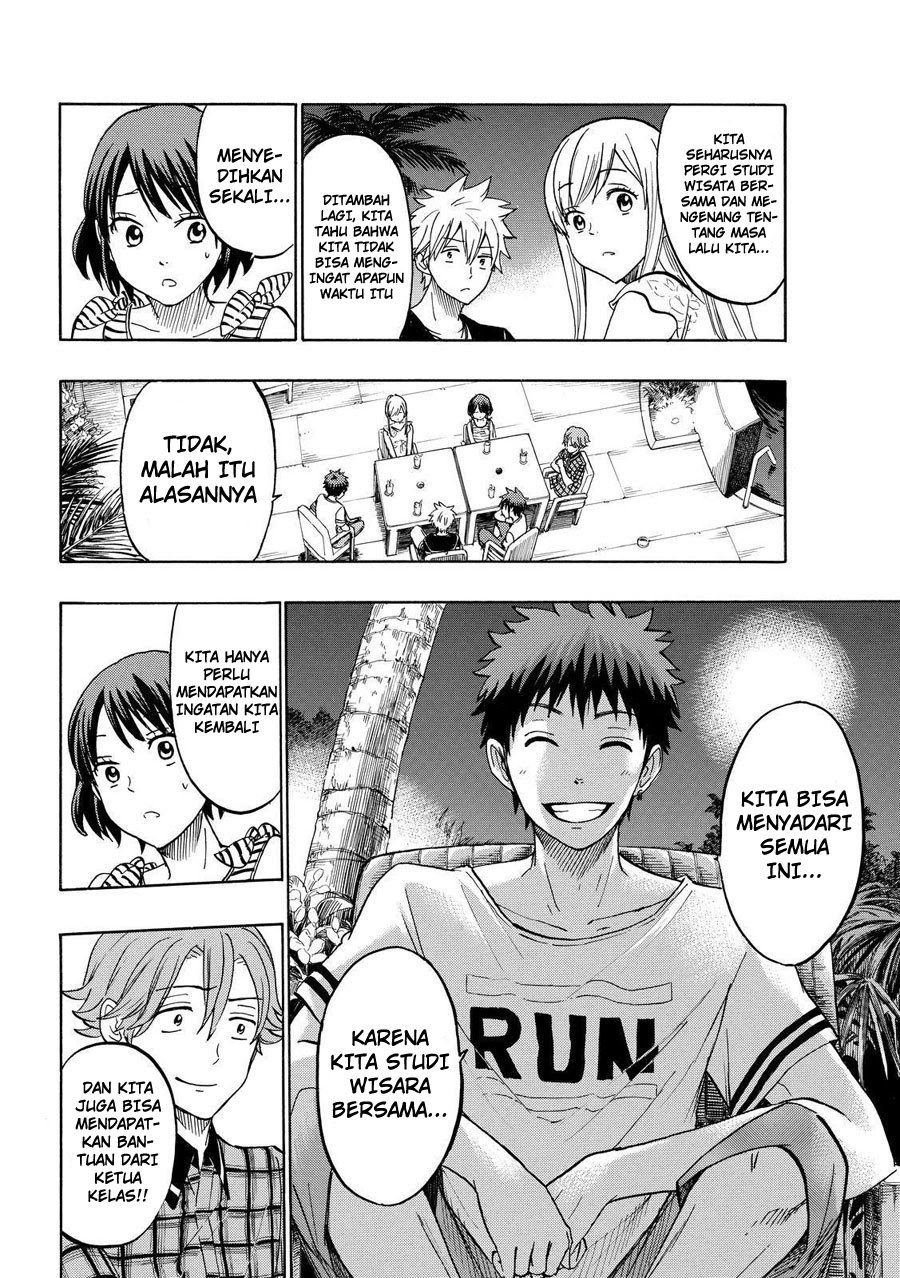 KITA
SEHARUSNYA
PERGI STUDI
WISATA BER-
SAMA DAN ME-
NGENANG TEN-
TANG MASA
LALU KITA...
DITAMBAH
LAGI, KITA
TAHU BAHWA
KITA TIDAK
BISA MENG-
INGAT APAPUN
WAKTU ITU
MENYE-
DIHKAN
SEKALI...
TIDAK,
MALAH ITU
ALASANNYA
KITA BISA
MENYADARI
SEMUA
INI...
KARENA
KITA STUDI
WISARA
BERSAMA...
RUN
KITA HANYA
PERLU
MENDAPATKAN
INGATAN KITA
KEMBALI
DAN KITA
JUGA BISA
MENDAPAT-
KAN BAN-
TUAN DARI
KETUA
KELAS!!